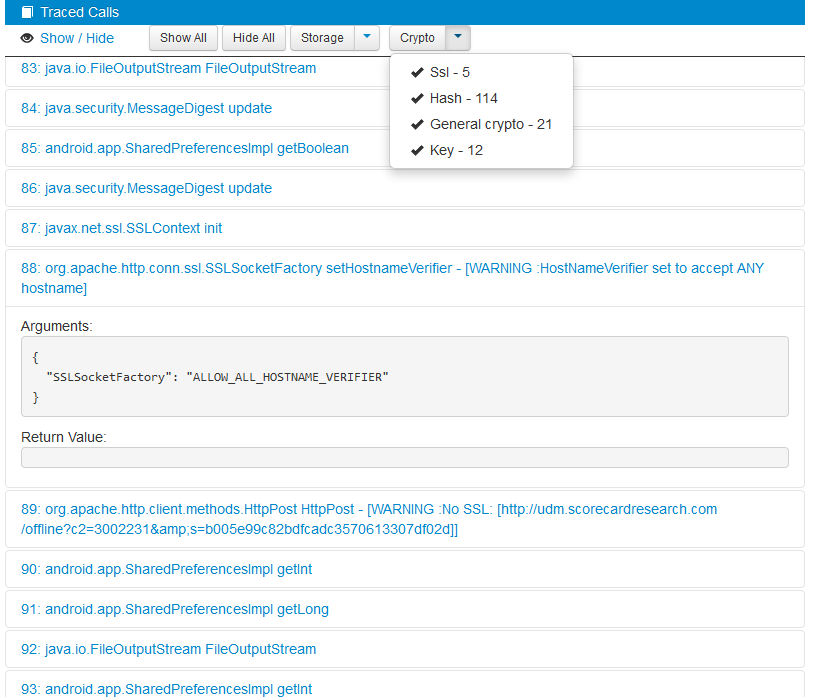 Traced Calls
Show / Hide
Show All
Hide All
Storage
Crypto
Ssl - 5
Hash - 114
General crypto - 21
Key - 12
83: java.io.FileOutputStream FileOutputStream
84: java.security.MessageDigest update
85: android.app.SharedPreferencesImpl getBoolean
86: java.security.MessageDigest update
87: javax.net.ssl.SSLContext init
88: org.apache.http.conn.ssl.SSLSocketFactory setHostnameVerifier - [WARNING :HostNameVerifier set to accept ANY
hostname]
Arguments:
{
"SSLSocketFactory": "ALLOW_ALL_HOSTNAME_VERIFIER"
}
Return Value:
89: org.apache.http.client.methods.HttpPost HttpPost - [WARNING :No SSL: [http://udm.scorecardresearch.com
/offline?c2=3002231&amp;s=b005e99c82bdfcadc3570613307df02d]]
90: android.app.SharedPreferencesImpl getInt
91: android.app.SharedPreferencesImpl getLong
92: java.io.FileOutputStream FileOutputStream
93: android.app.SharedPreferencesImpl getInt